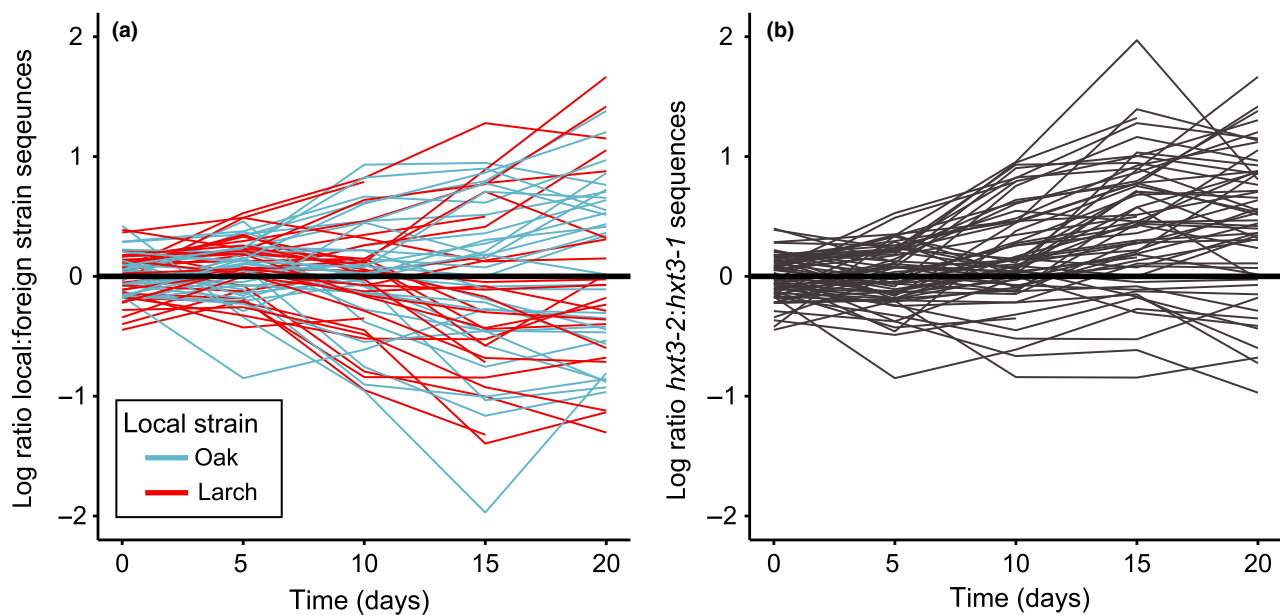 (a)
Log ratio local:foreign strain seqeunces
2
1
0
−1
−2
Local strain
Oak
Larch
0 5 10 15 20
Time (days)
(b)
Log ratio hxt3-2:hxt3-1 sequences
2
1
0
−1
−2
0 5 10 15 20
Time (days)